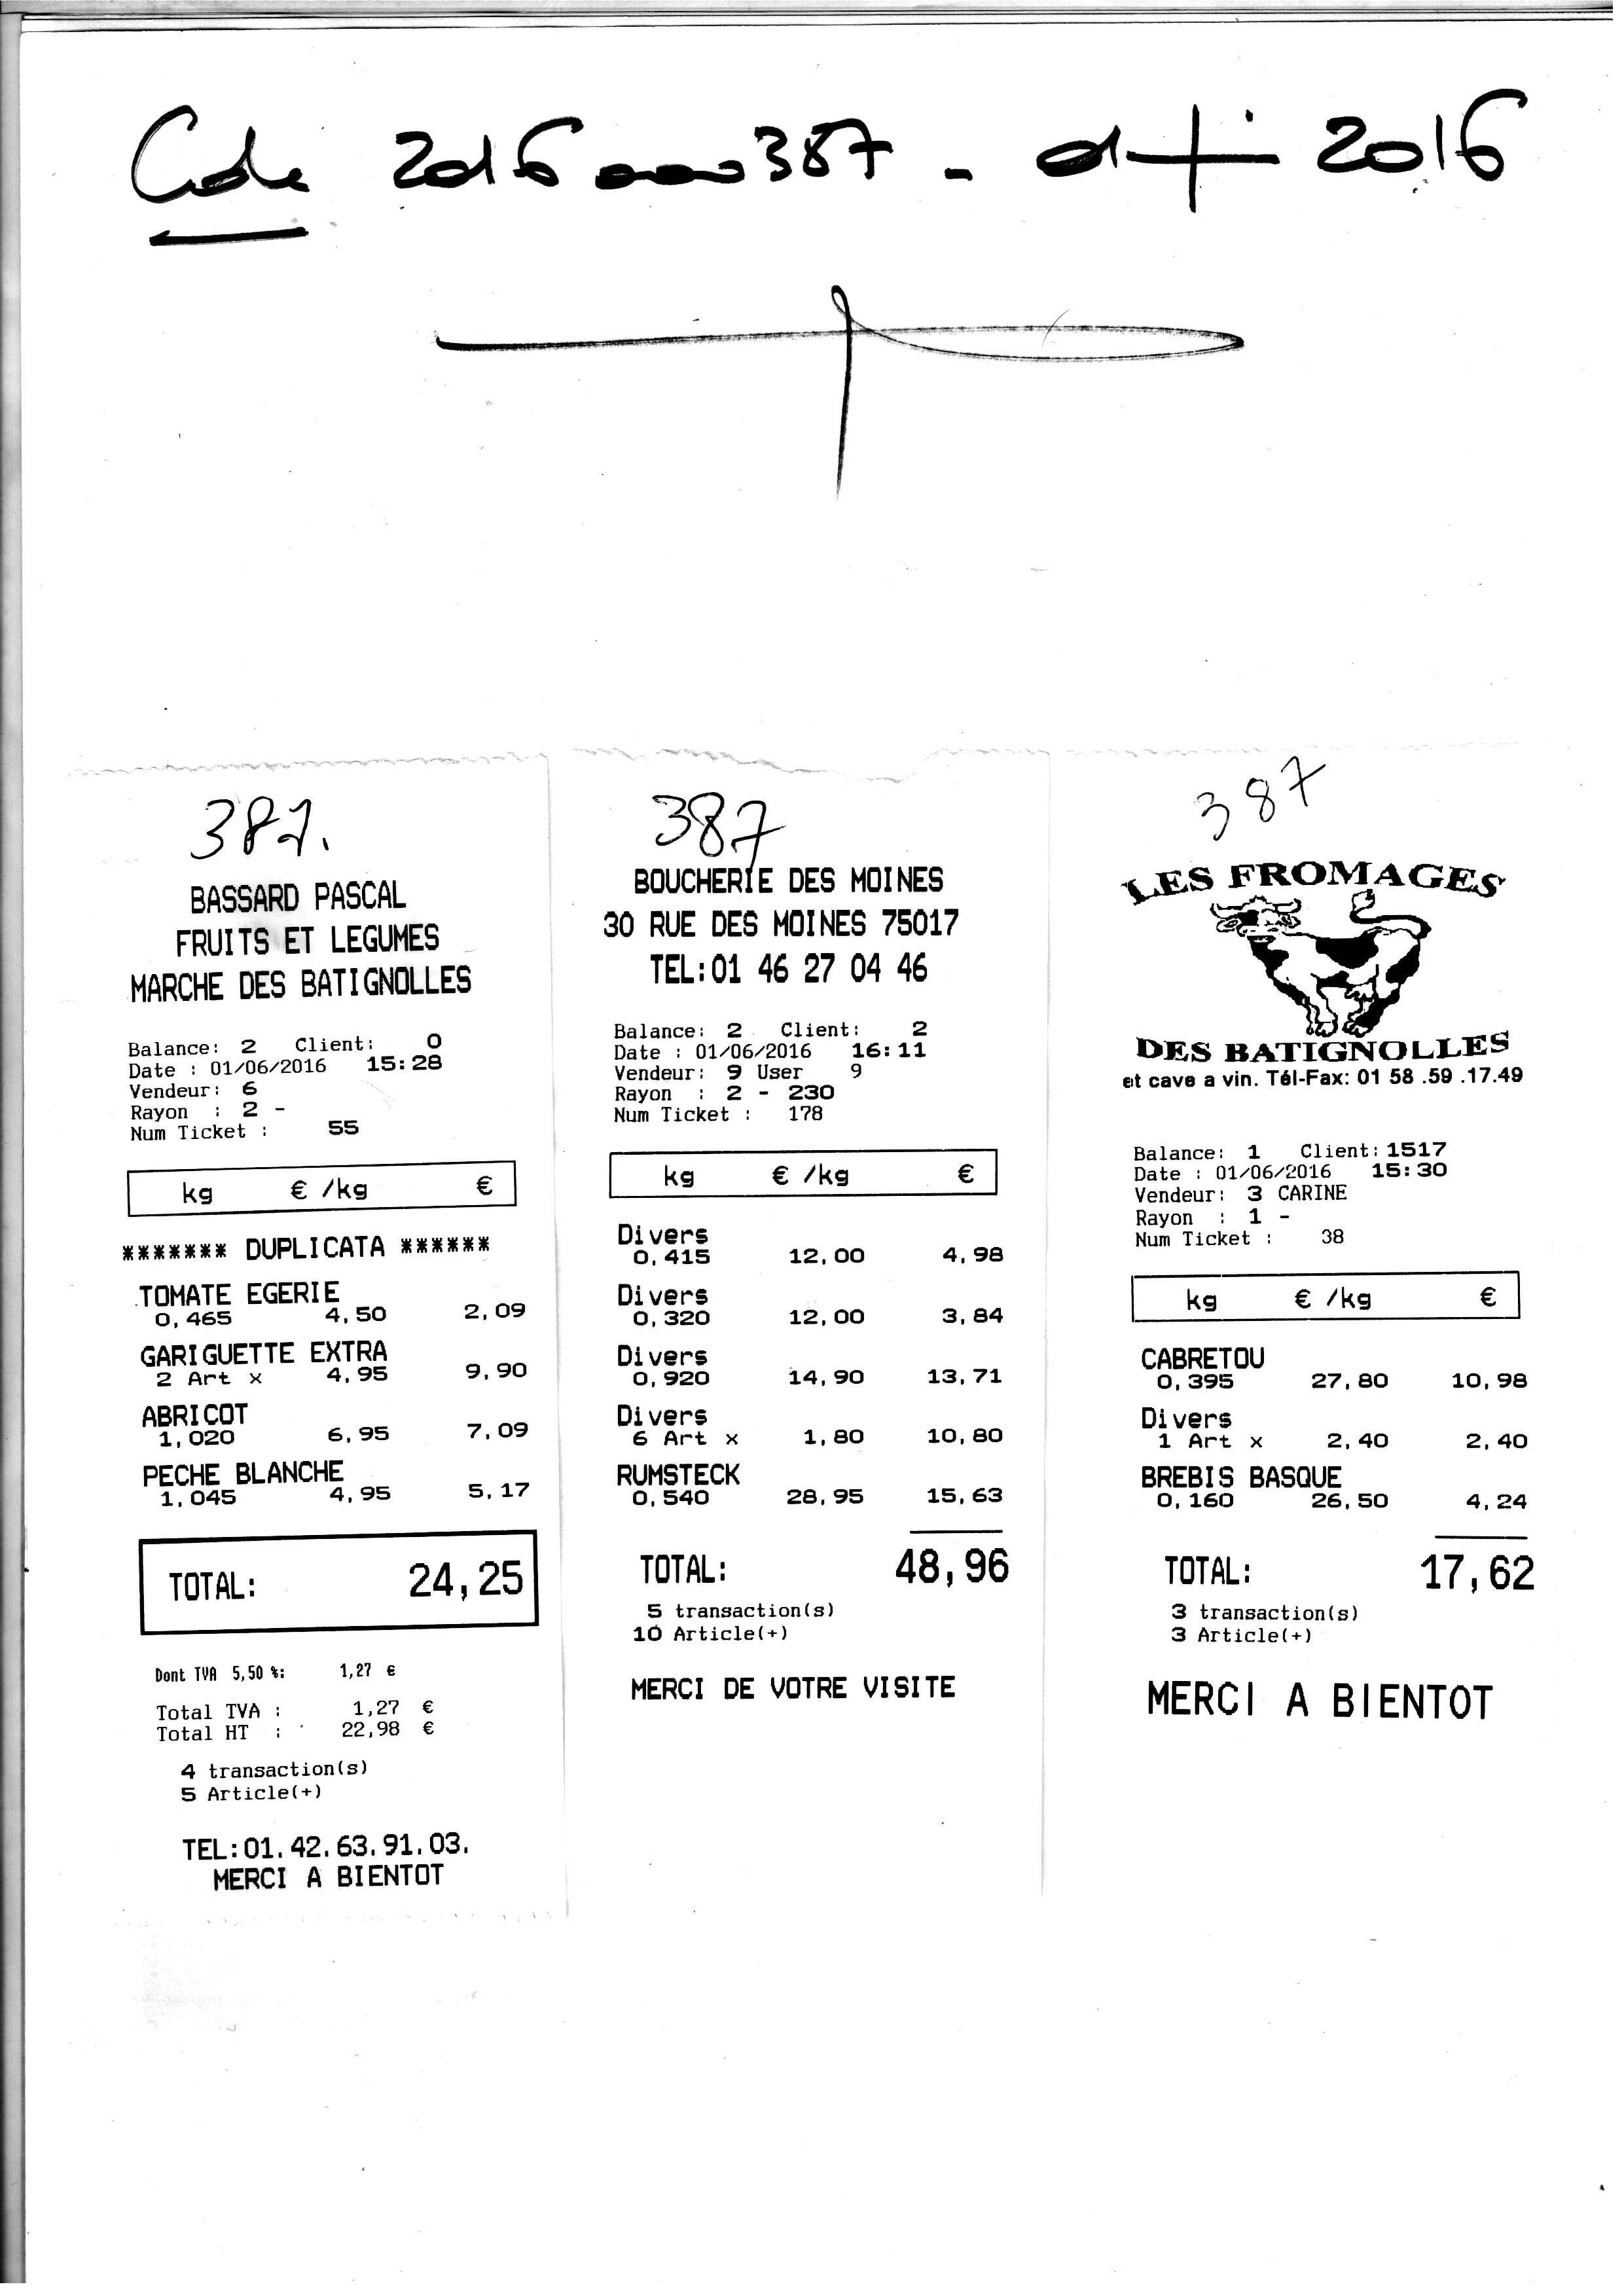 Cde 2016000387 - 2016
387.
BASSARD PASCAL
FRUITS ET LEGUMES
MARCHE DES BATIGNOLLES
Balance: 2 Client: 0
Date : 01/06/2016 15:28
Vendeur: 6
Rayon : 2 -
Num Ticket : 55
kg € /kg €
******* DUPLICATA ******
TOMATE EGERIE
0,465 4,50 2,09
GARIGUETTE EXTRA
2 Art x 4,95 9,90
ABRICOT
1,020 6,95 7,09
PECHE BLANCHE
1,045 4,95 5,17
TOTAL: 24,25
Dont TVA 5,50 %: 1,27 €
Total TVA : 1,27 €
Total HT : 22,98 €
4 transaction(s)
5 Article(+)
TEL:01.42.63.91.03.
MERCI A BIENTOT
387
BOUCHERIE DES MOINES
30 RUE DES MOINES 75017
TEL:01 46 27 04 46
Balance: 2 Client: 2
Date : 01/06/2016 16:11
Vendeur: 9 User 9
Rayon : 2 - 230
Num Ticket : 178
kg € /kg €
Divers
0,415 12,00 4,98
Divers
0,320 12,00 3,84
Divers
0,920 14,90 13,71
Divers
6 Art x 1,80 10,80
RUMSTECK
0,540 28,95 15,63
TOTAL: 48,96
5 transaction(s)
10 Article(+)
MERCI DE VOTRE VISITE
387
LES FROMAGES
DES BATIGNOLLES
et cave a vin. Tél-Fax: 01 58 .59 .17.49
Balance: 1 Client: 1517
Date : 01/06/2016 15:30
Vendeur: 3 CARINE
Rayon : 1 -
Num Ticket : 38
kg € /kg €
CABRETOU
0,395 27,80 10,98
Divers
1 Art x 2,40 2,40
BREBIS BASQUE
0,160 26,50 4,24
TOTAL: 17,62
3 transaction(s)
3 Article(+)
MERCI A BIENTOT